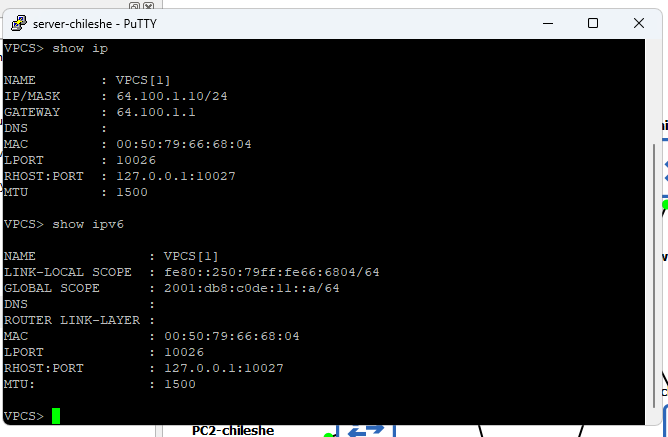 server-chileshe - PuTTY
VPCS> show ip
NAME : VPCS[1]
IP/MASK : 64.100.1.10/24
GATEWAY : 64.100.1.1
DNS :
MAC : 00:50:79:66:68:04
LPORT : 10026
RHOST:PORT : 127.0.0.1:10027
MTU : 1500
VPCS> show ipv6
NAME : VPCS[1]
LINK-LOCAL SCOPE : fe80::250:79ff:fe66:6804/64
GLOBAL SCOPE : 2001:db8:c0de:11::a/64
DNS :
ROUTER LINK-LAYER :
MAC : 00:50:79:66:68:04
LPORT : 10026
RHOST:PORT : 127.0.0.1:10027
MTU: : 1500
VPCS>
PC2-chileshe